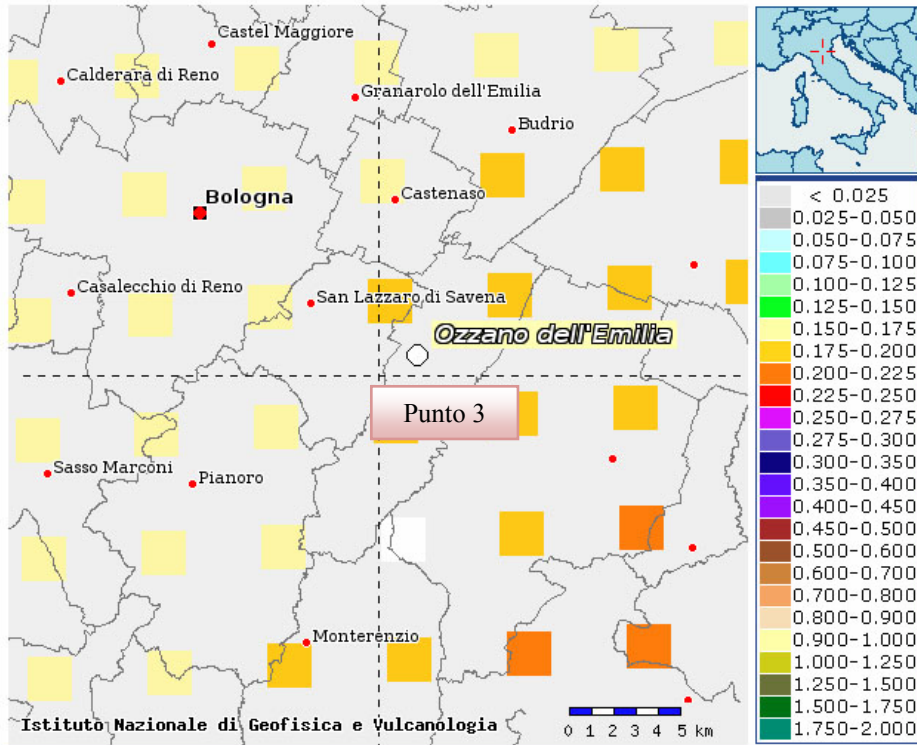 Castel Maggiore
Calderara di Reno
Granarolo dell'Emilia
Budrio
Bologna
Castenaso
Casalecchio di Reno
San Lazzaro di Savena
Ozzano dell'Emilia
Punto 3
Sasso Marconi
Pianoro
Monterenzio
Istituto Nazionale di Geofisica e Vulcanologia
0 1 2 3 4 5 km
< 0.025
0.025-0.050
0.050-0.075
0.075-0.100
0.100-0.125
0.125-0.150
0.150-0.175
0.175-0.200
0.200-0.225
0.225-0.250
0.250-0.275
0.275-0.300
0.300-0.350
0.350-0.400
0.400-0.450
0.450-0.500
0.500-0.600
0.600-0.700
0.700-0.800
0.800-0.900
0.900-1.000
1.000-1.250
1.250-1.500
1.500-1.750
1.750-2.000